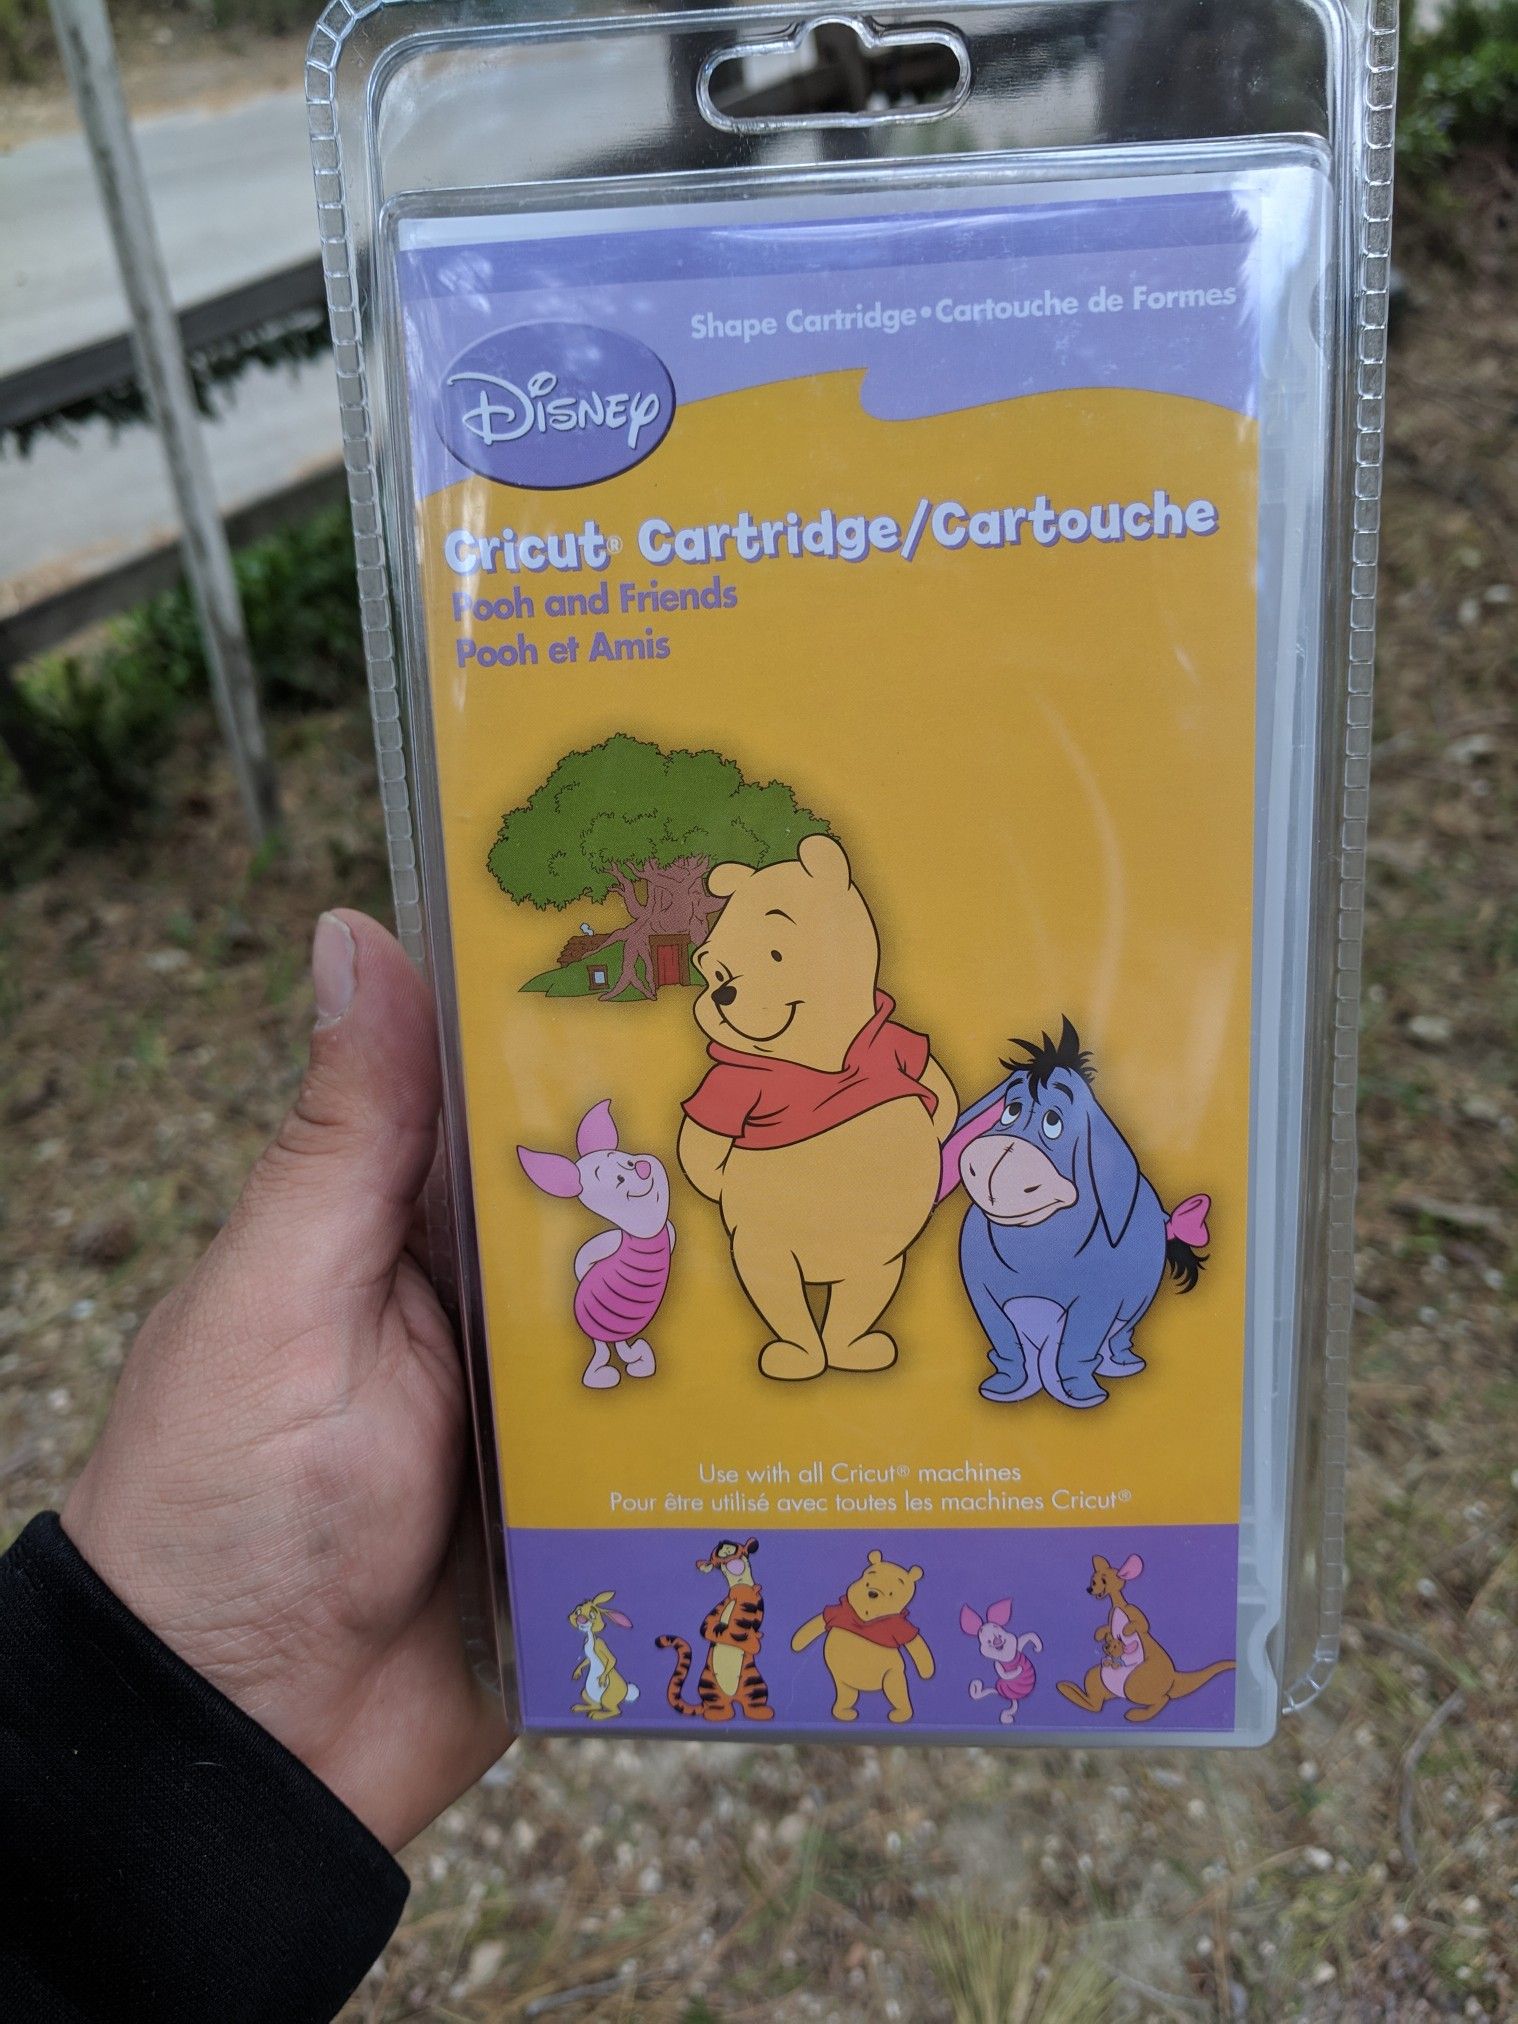 Shape Cartridge • Cartouche de Formes
Disney
Cricut® Cartridge/Cartouche
Pooh and Friends
Pooh et Amis
Use with all Cricut® machines
Pour être utilisé avec toutes les machines Cricut®